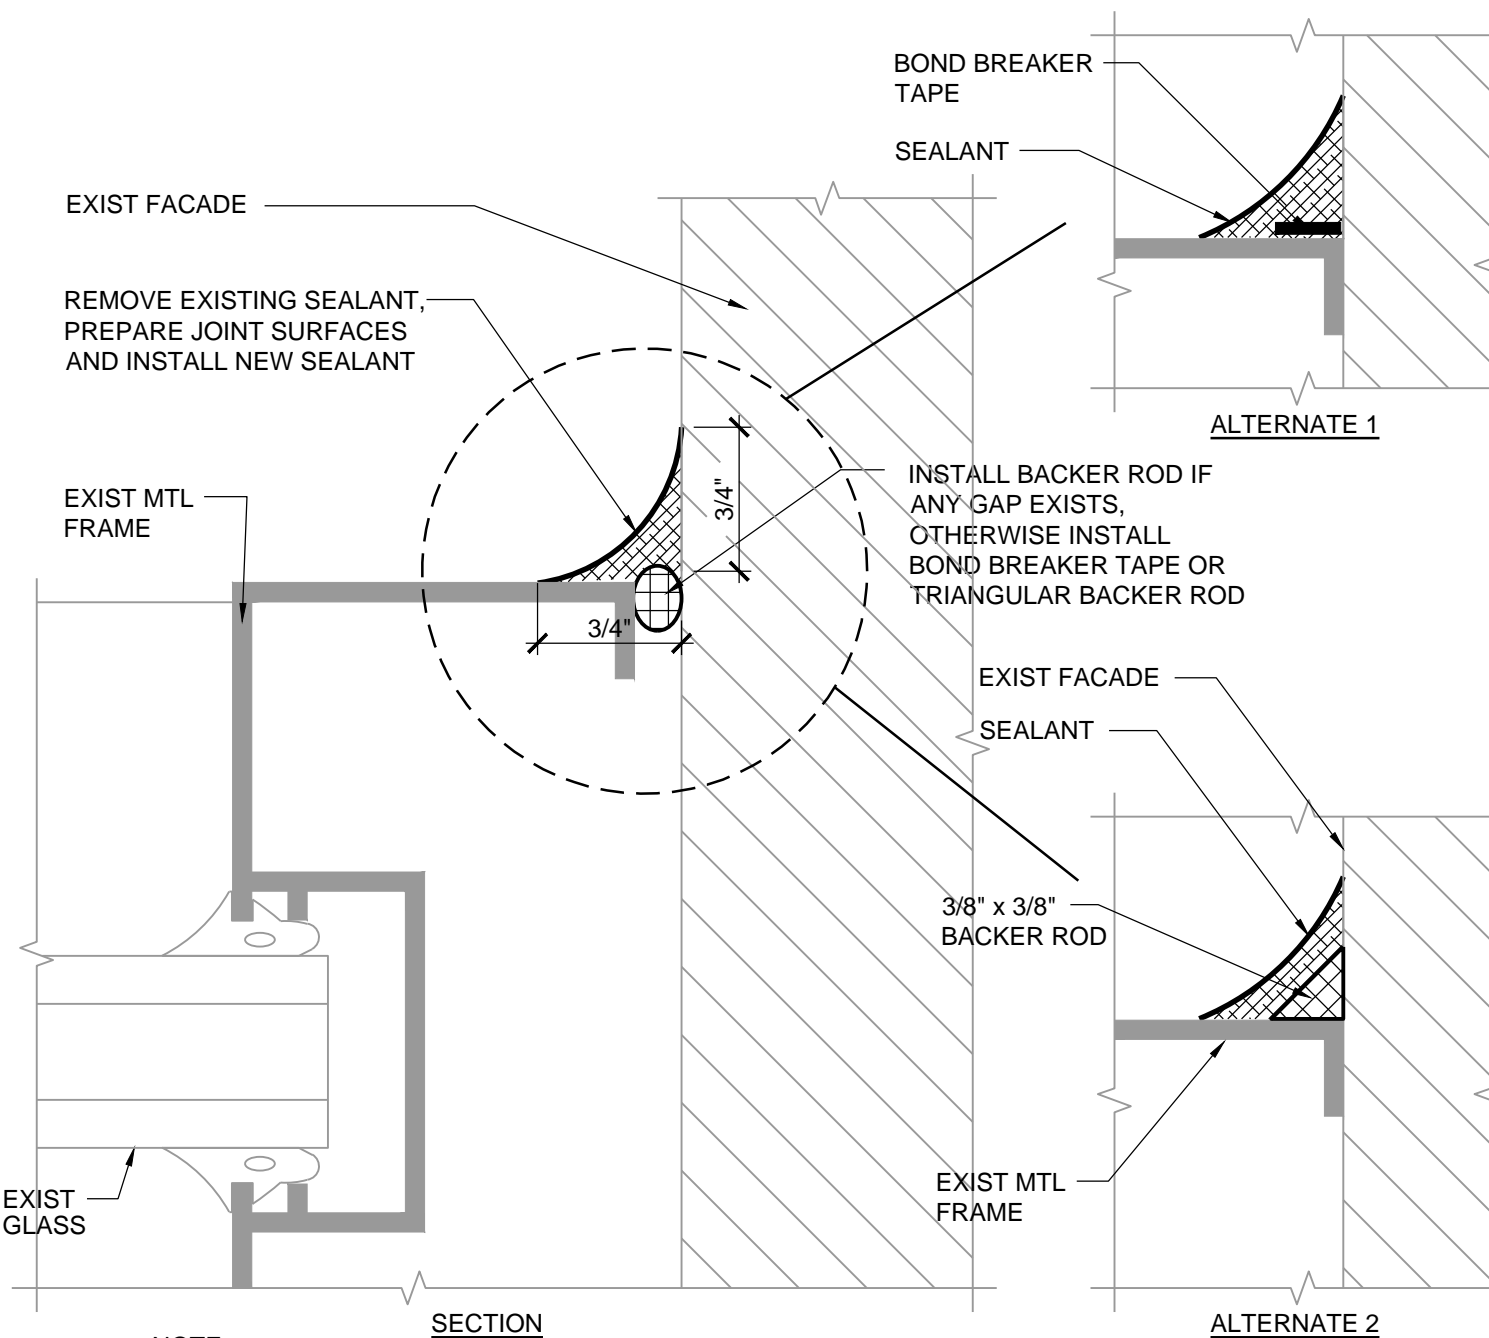 BOND BREAKER
TAPE
SEALANT
EXIST FACADE
REMOVE EXISTING SEALANT,
PREPARE JOINT SURFACES
AND INSTALL NEW SEALANT
ALTERNATE 1
EXIST MTL
FRAME
3/4"
3/4"
INSTALL BACKER ROD IF
ANY GAP EXISTS,
OTHERWISE INSTALL
BOND BREAKER TAPE OR
TRIANGULAR BACKER ROD
EXIST FACADE
SEALANT
3/8" x 3/8"
BACKER ROD
EXIST MTL
FRAME
EXIST
GLASS
SECTION
ALTERNATE 2